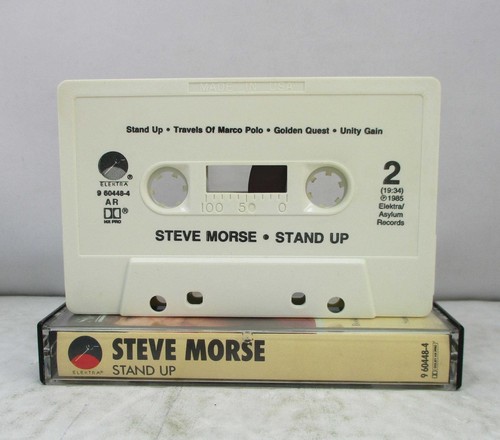 Stand Up • Travels Of Marco Polo • Golden Quest • Unity Gain
ELEKTRA ®
9 60448-4
AR
®
HX PRO
2
(19:34)
℗1985
Elektra/
Asylum
Records
100 50 0
STEVE MORSE • STAND UP
ELEKTRA®
STEVE MORSE
STAND UP
9 60448-4